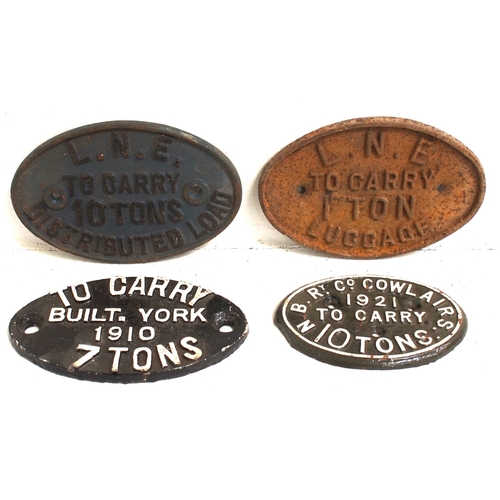 L.N.E.
TO CARRY
10 TONS
DISTRIBUTED LOAD
L.N.E
TO CARRY
1 TON
LUGGAGE
TO CARRY
BUILT. YORK
1910
7 TONS
N.B.RY. CO COWLAIRS.
1921
TO CARRY
10 TONS.